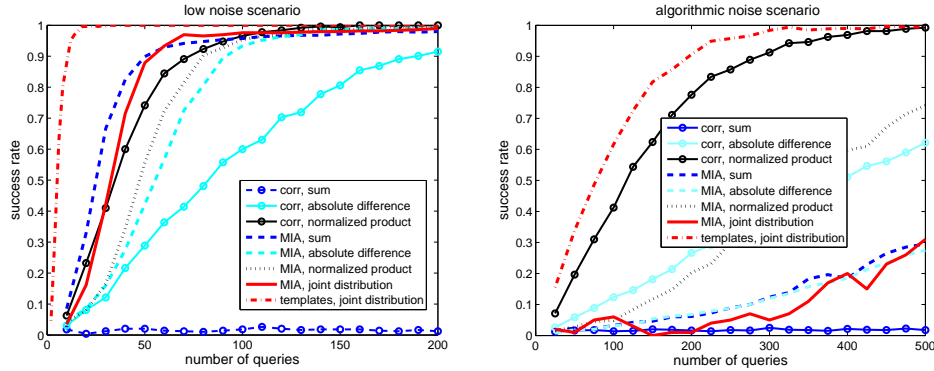 low noise scenario
success rate
1
0.9
0.8
0.7
0.6
0.5
0.4
0.3
0.2
0.1
0
corr, sum
corr, absolute difference
corr, normalized product
MIA, sum
MIA, absolute difference
MIA, normalized product
MIA, joint distribution
templates, joint distribution
0 50 100 150 200
number of queries
algorithmic noise scenario
success rate
1
0.9
0.8
0.7
0.6
0.5
0.4
0.3
0.2
0.1
0
corr, sum
corr, absolute difference
corr, normalized product
MIA, sum
MIA, absolute difference
MIA, normalized product
MIA, joint distribution
templates, joint distribution
0 100 200 300 400 500
number of queries